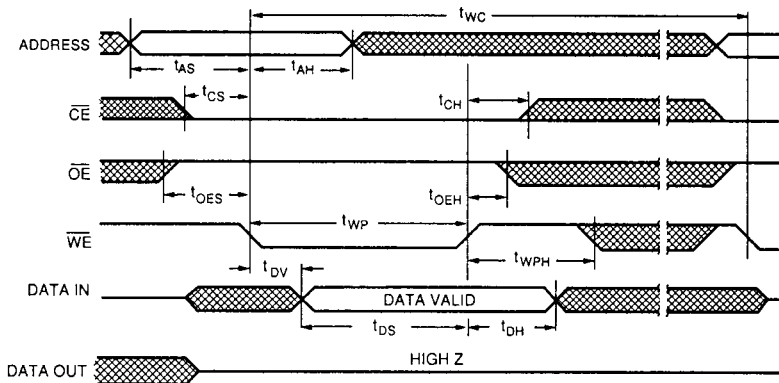 tWC
ADDRESS
tAS
tAH
tCS
tCH
CE
OE
tOES
tOEH
tWP
WE
tWPH
tDV
DATA IN
DATA VALID
tDS
tDH
HIGH Z
DATA OUT